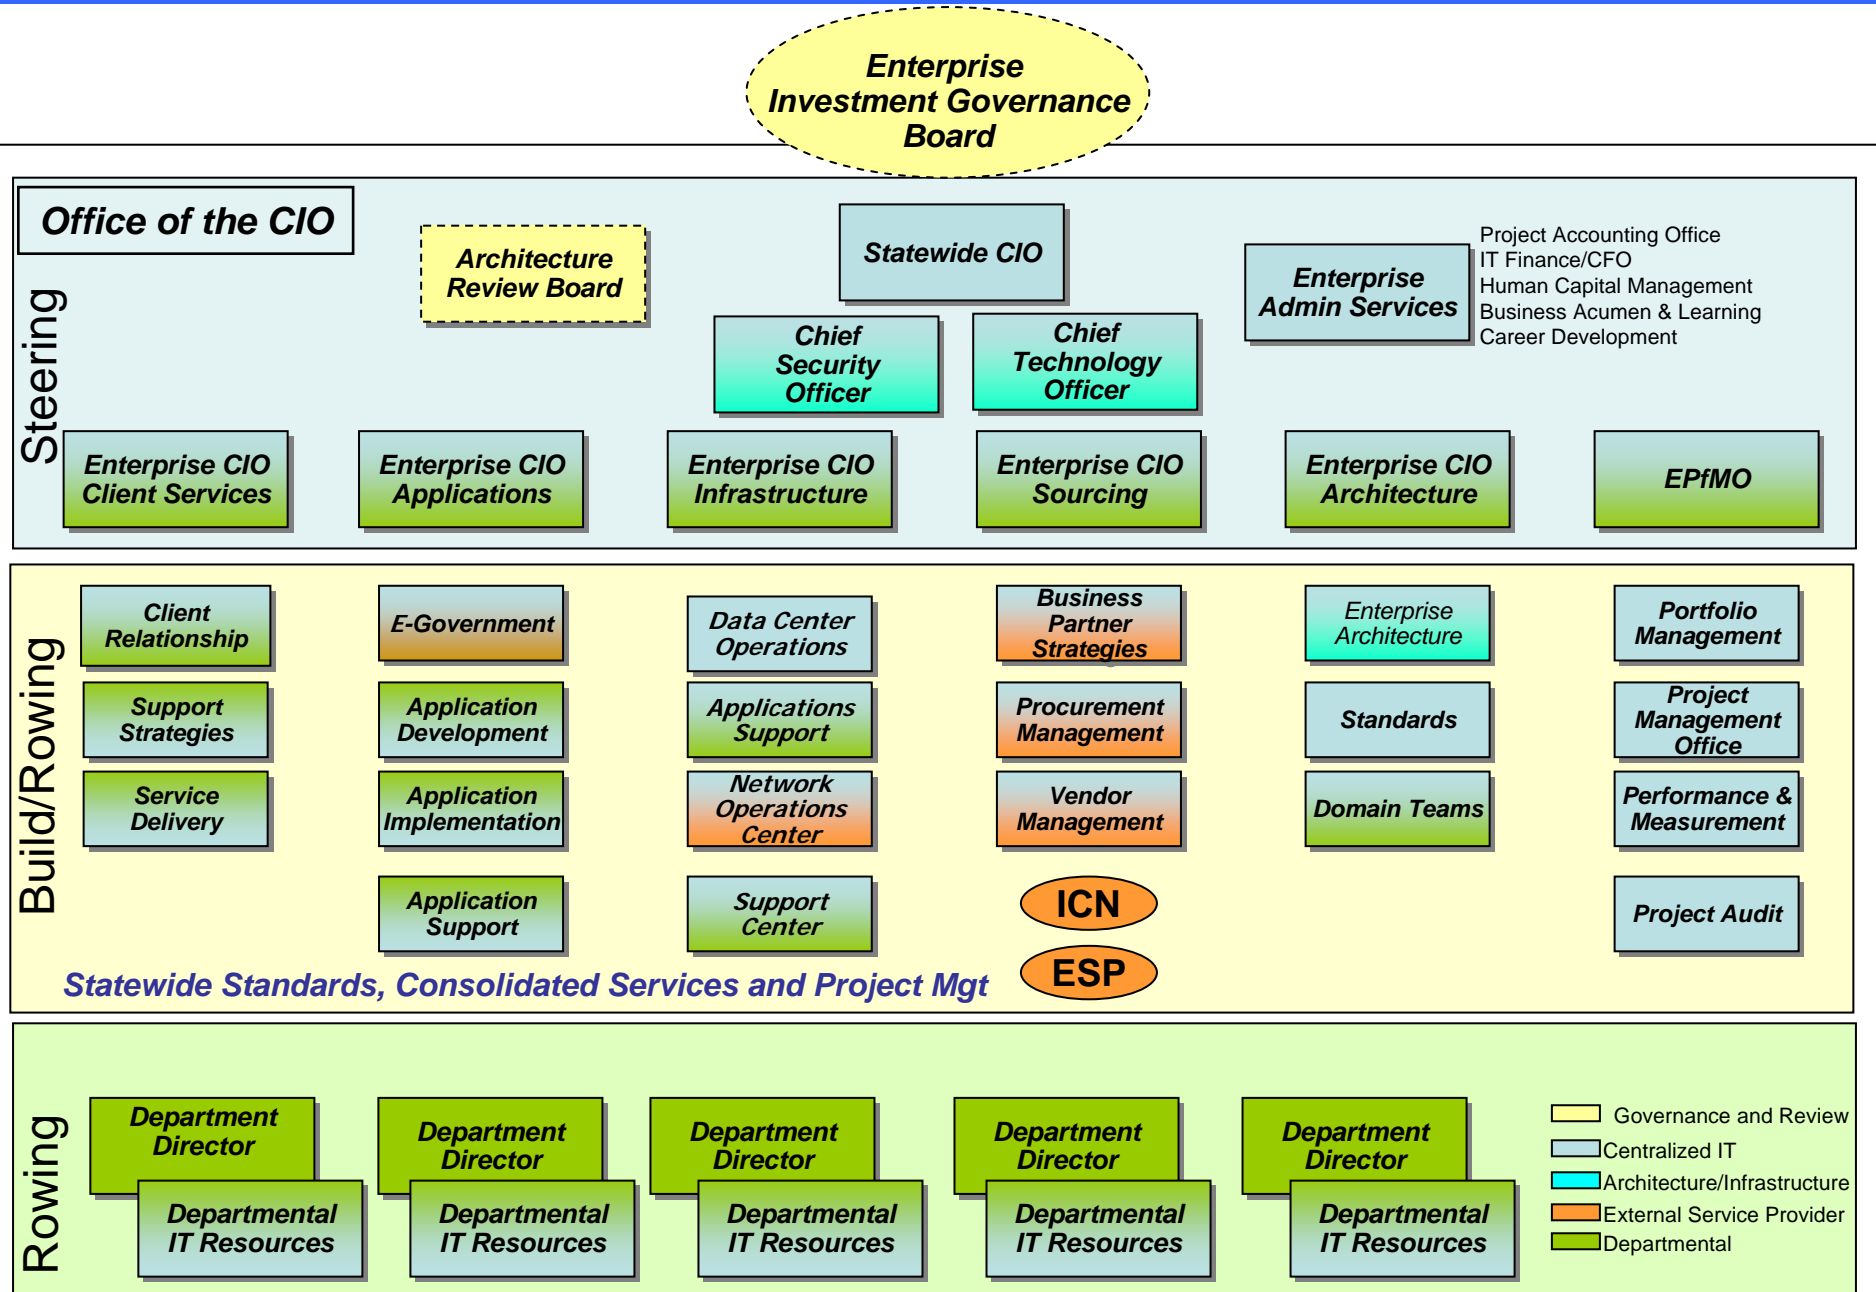 Enterprise
Investment Governance
Board
Office of the CIO
Steering
Architecture
Review Board
Statewide CIO
Enterprise
Admin Services
Project Accounting Office
IT Finance/CFO
Human Capital Management
Business Acumen & Learning
Career Development
Chief
Security
Officer
Chief
Technology
Officer
Enterprise CIO
Client Services
Enterprise CIO
Applications
Enterprise CIO
Infrastructure
Enterprise CIO
Sourcing
Enterprise CIO
Architecture
EPfMO
Build/Rowing
Client
Relationship
E-Government
Data Center
Operations
Business
Partner
Strategies
Enterprise
Architecture
Portfolio
Management
Support
Strategies
Application
Development
Applications
Support
Procurement
Management
Standards
Project
Management
Office
Service
Delivery
Application
Implementation
Network
Operations
Center
Vendor
Management
Domain Teams
Performance &
Measurement
Application
Support
Support
Center
ICN
Project Audit
ESP
Statewide Standards, Consolidated Services and Project Mgt
Rowing
Department
Director
Departmental
IT Resources
Department
Director
Departmental
IT Resources
Department
Director
Departmental
IT Resources
Department
Director
Departmental
IT Resources
Department
Director
Departmental
IT Resources
Governance and Review
Centralized IT
Architecture/Infrastructure
External Service Provider
Departmental